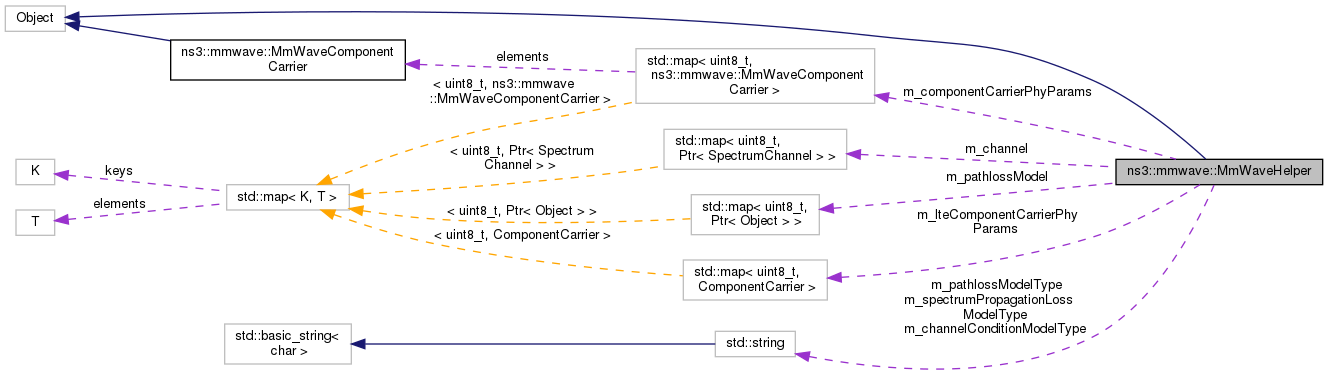 Object
ns3::mmwave::MmWaveComponent
Carrier
elements
std::map< uint8_t,
ns3::mmwave::MmWaveComponent
Carrier >
< uint8_t, ns3::mmwave
::MmWaveComponentCarrier >
m_componentCarrierPhyParams
< uint8_t, Ptr< Spectrum
Channel > >
std::map< uint8_t,
Ptr< SpectrumChannel > >
m_channel
K
keys
ns3::mmwave::MmWaveHelper
m_pathlossModel
std::map< K, T >
T
elements
< uint8_t, Ptr< Object > >
std::map< uint8_t,
Ptr< Object > >
m_lteComponentCarrierPhy
Params
< uint8_t, ComponentCarrier >
std::map< uint8_t,
ComponentCarrier >
m_pathlossModelType
m_spectrumPropagationLoss
ModelType
m_channelConditionModelType
std::basic_string<
char >
std::string